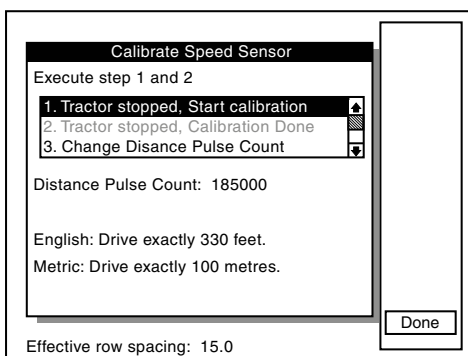 Calibrate Speed Sensor
Execute step 1 and 2
1. Tractor stopped, Start calibration
2. Tractor stopped, Calibration Done
3. Change Disance Pulse Count
Distance Pulse Count: 185000
English: Drive exactly 330 feet.
Metric: Drive exactly 100 metres.
Done
Effective row spacing: 15.0